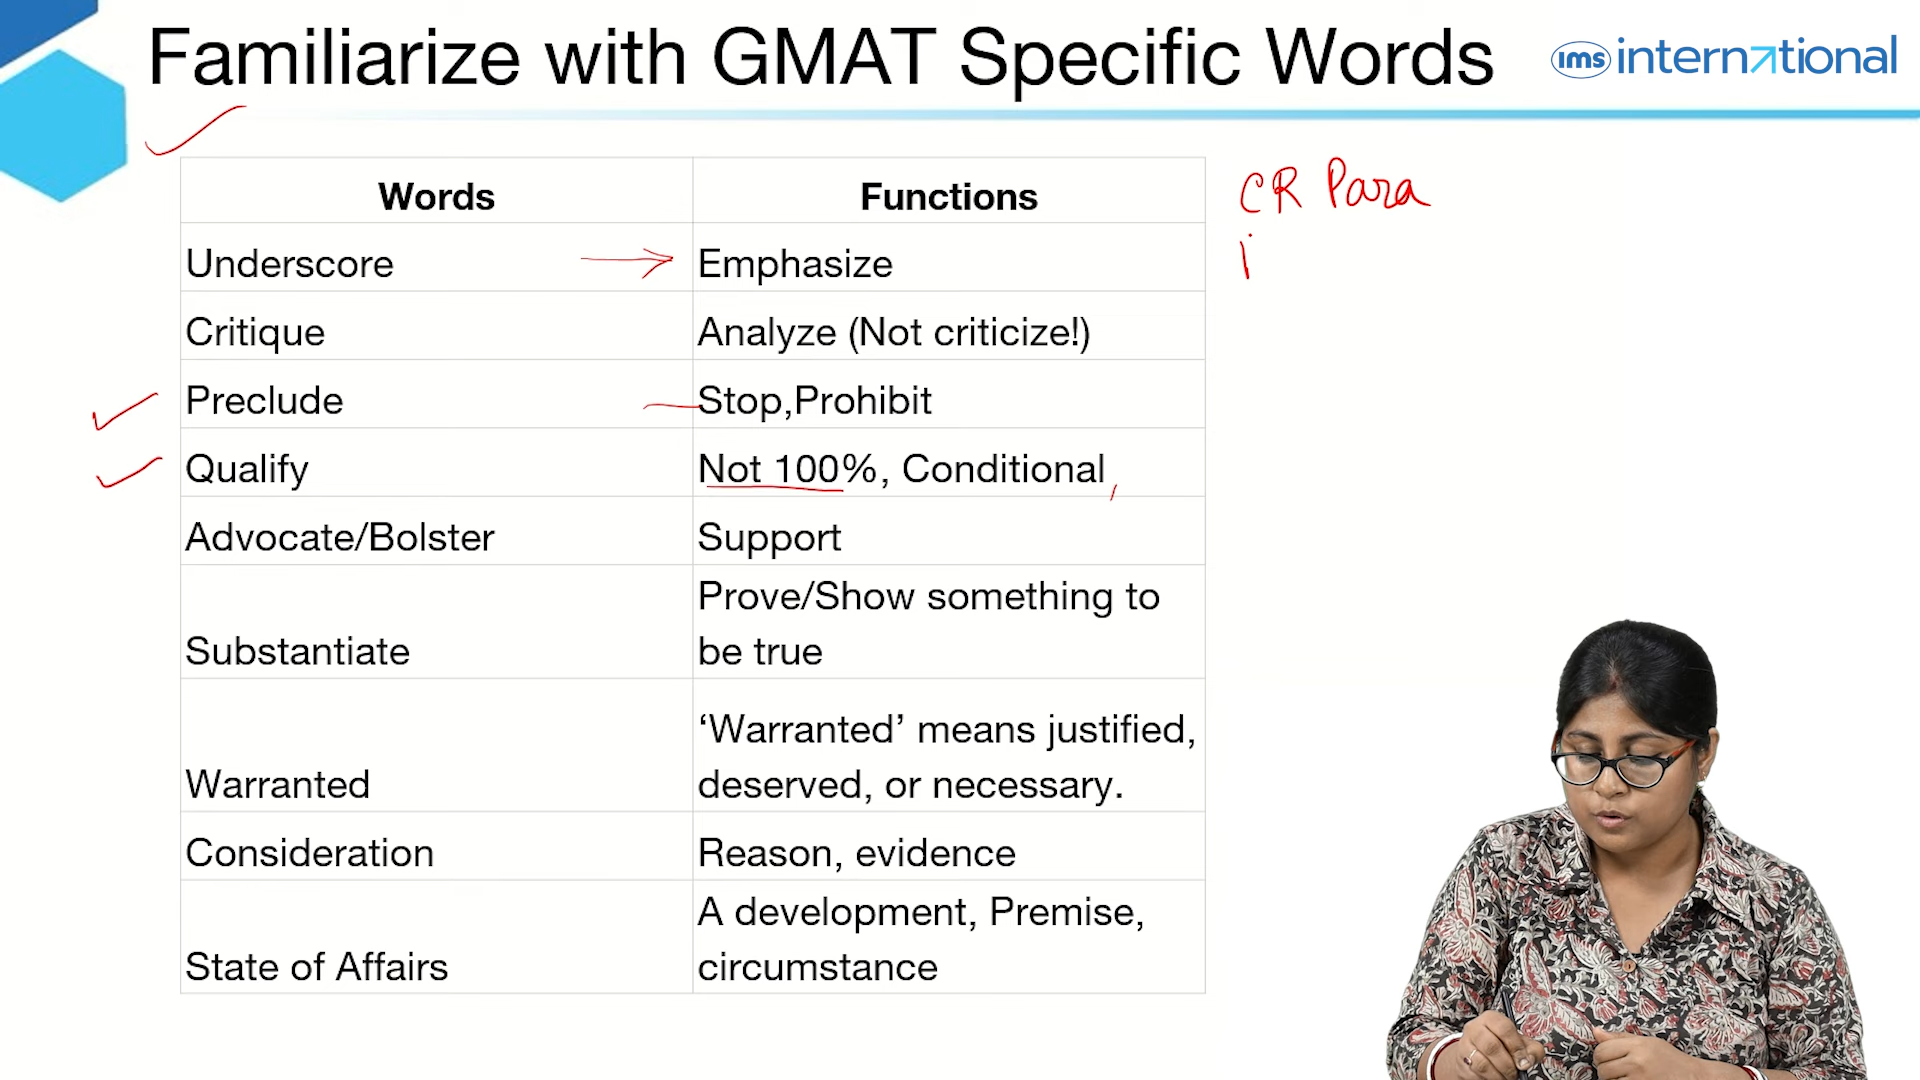 Familiarize with GMAT Specific Words
ims international
Words Functions
CR Para
Underscore Emphasize
Critique Analyze (Not criticize!)
Preclude Stop,Prohibit
Qualify Not 100%, Conditional
Advocate/Bolster Support
Substantiate Prove/Show something to
be true
Warranted ‘Warranted’ means justified,
deserved, or necessary.
Consideration Reason, evidence
State of Affairs A development, Premise,
circumstance